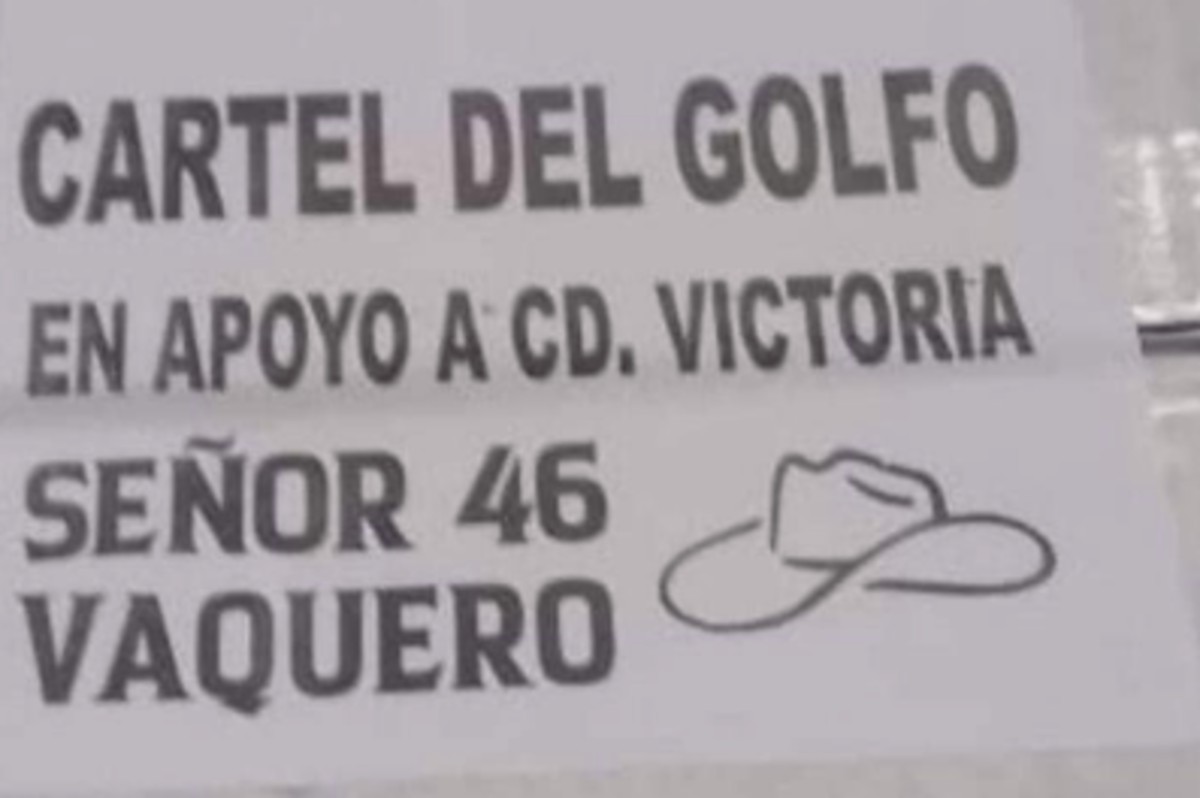 CARTEL DEL GOLFO
EN APOYO A CD. VICTORIA
SEÑOR 46
VAQUERO